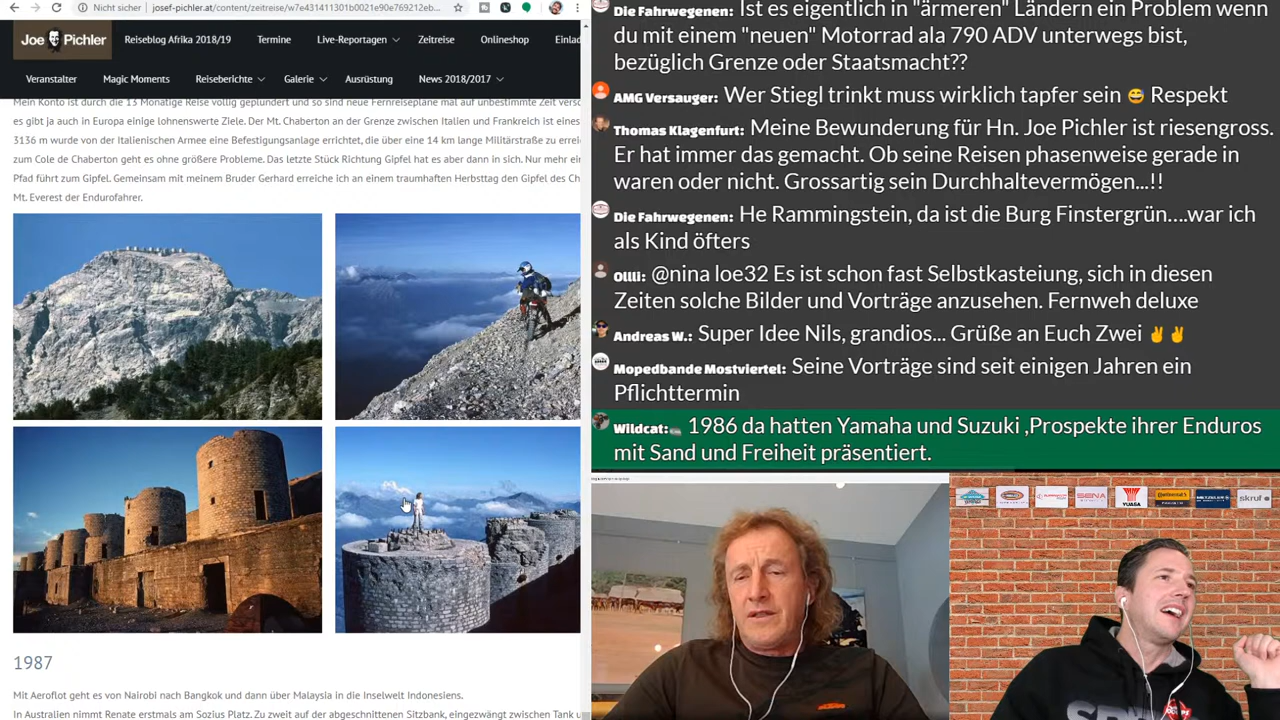 Nicht sicher | josef-pichler.at/content/zeitreise/w7e431411301b0021e90e769212eb...
Joe Pichler
Reiseblog Afrika 2018/19
Termine
Live-Reportagen
Zeitreise
Onlineshop
Einlad
Veranstalter
Magic Moments
Reiseberichte
Galerie
Ausrüstung
News 2018/2017
Mein Konto ist durch die 13 Monatige Reise völlig geplündert und so sind neue Fernreisepläne mal auf unbestimmte Zeit versc
es gibt ja auch in Europa einige lohnenswerte Ziele. Der Mt. Chaberton an der Grenze zwischen Italien und Frankreich ist eines
3136 m wurde von der Italienischen Armee eine Befestigungsanlage errichtet, die über eine 14 km lange Militärstraße zu errei
zum Cole de Chaberton geht es ohne größere Probleme. Das letzte Stück Richtung Gipfel hat es aber dann in sich. Nur mehr ein
Pfad führt zum Gipfel. Gemeinsam mit meinem Bruder Gerhard erreiche ich an einem traumhaften Herbsttag den Gipfel des Ch
Mt. Everest der Endurofahrer.
1987
Mit Aeroflot geht es von Nairobi nach Bangkok und dann über Malaysia in die Inselwelt Indonesiens.
In Australien nimmt Renate erstmals am Sozius Platz. Zu zweit auf der abgeschnittenen Sitzbank, eingezwängt zwischen Tank u
Die Fahrwegenen: Ist es eigentlich in "ärmeren" Ländern ein Problem wenn
du mit einem "neuen" Motorrad ala 790 ADV unterwegs bist,
bezüglich Grenze oder Staatsmacht??
AMG Versauger: Wer Stiegl trinkt muss wirklich tapfer sein 😅 Respekt
Thomas Klagenfurt: Meine Bewunderung für Hn. Joe Pichler ist riesengross.
Er hat immer das gemacht. Ob seine Reisen phasenweise gerade in
waren oder nicht. Grossartig sein Durchhaltevermögen...!!
Die Fahrwegenen: He Rammingstein, da ist die Burg Finstergrün....war ich
als Kind öfters
Ollli: @nina loe32 Es ist schon fast Selbstkasteiung, sich in diesen
Zeiten solche Bilder und Vorträge anzusehen. Fernweh deluxe
Andreas W.: Super Idee Nils, grandios... Grüße an Euch Zwei ✌️✌️
Mopedbande Mostviertel: Seine Vorträge sind seit einigen Jahren ein
Pflichttermin
Wildcat: 1986 da hatten Yamaha und Suzuki ,Prospekte ihrer Enduros
mit Sand und Freiheit präsentiert.
SENA
YUASA
skrul